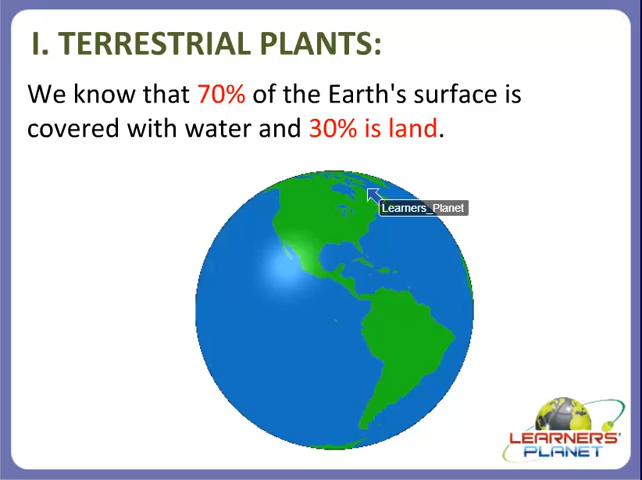 I. TERRESTRIAL PLANTS:
We know that 70% of the Earth's surface is
covered with water and 30% is land.
Learners_Planet
LEARNERS'
PLANET